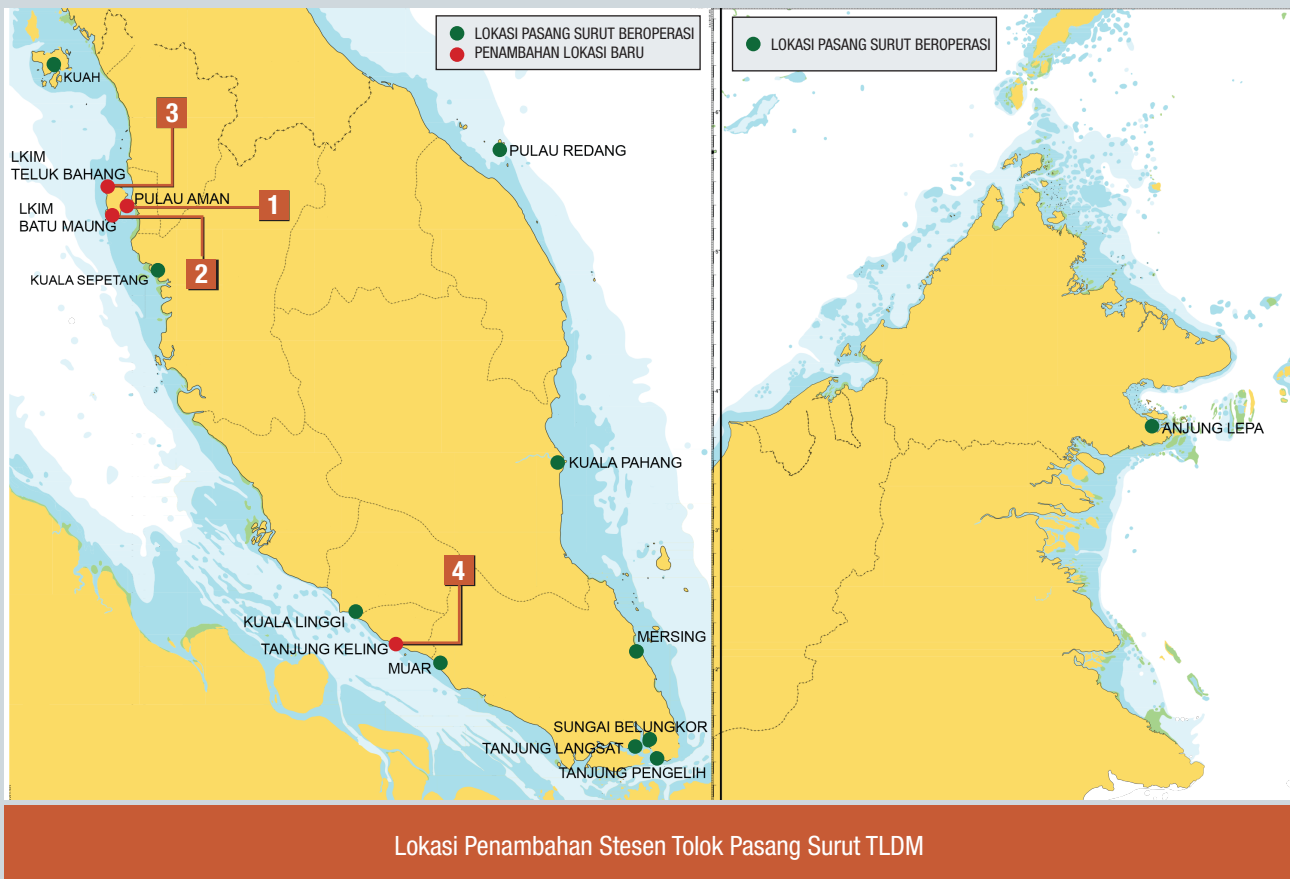 LOKASI PASANG SURUT BEROPERASI
PENAMBAHAN LOKASI BARU
LOKASI PASANG SURUT BEROPERASI
KUAH
3
PULAU REDANG
LKIM
TELUK BAHANG
PULAU AMAN
1
LKIM
BATU MAUNG
2
KUALA SEPETANG
ANJUNG LEPA
KUALA PAHANG
4
KUALA LINGGI
TANJUNG KELING
MUAR
MERSING
SUNGAI BELUNGKOR
TANJUNG LANGSAT
TANJUNG PENGELIH
Lokasi Penambahan Stesen Tolok Pasang Surut TLDM